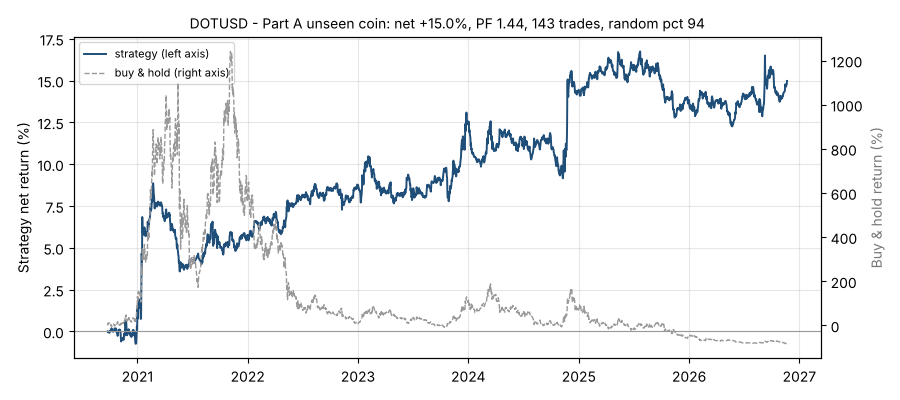 DOTUSD - Part A unseen coin: net +15.0%, PF 1.44, 143 trades, random pct 94
strategy (left axis)
buy & hold (right axis)
Strategy net return (%)
17.5
15.0
12.5
10.0
7.5
5.0
2.5
0.0
Buy & hold return (%)
1200
1000
800
600
400
200
0
2021 2022 2023 2024 2025 2026 2027